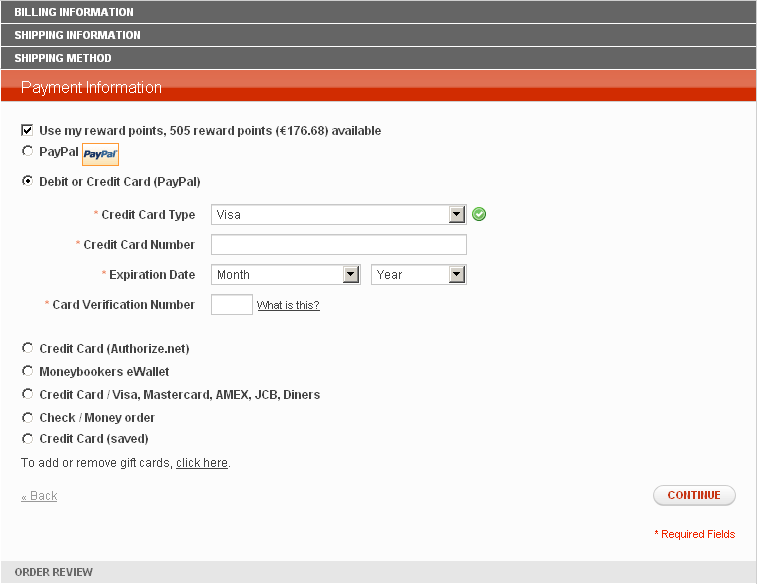 BILLING INFORMATION
SHIPPING INFORMATION
SHIPPING METHOD
Payment Information
Use my reward points, 505 reward points (€176.68) available
PayPal PayPal
Debit or Credit Card (PayPal)
* Credit Card Type Visa
* Credit Card Number
* Expiration Date Month Year
* Card Verification Number What is this?
Credit Card (Authorize.net)
Moneybookers eWallet
Credit Card / Visa, Mastercard, AMEX, JCB, Diners
Check / Money order
Credit Card (saved)
To add or remove gift cards, click here.
« Back CONTINUE
* Required Fields
ORDER REVIEW